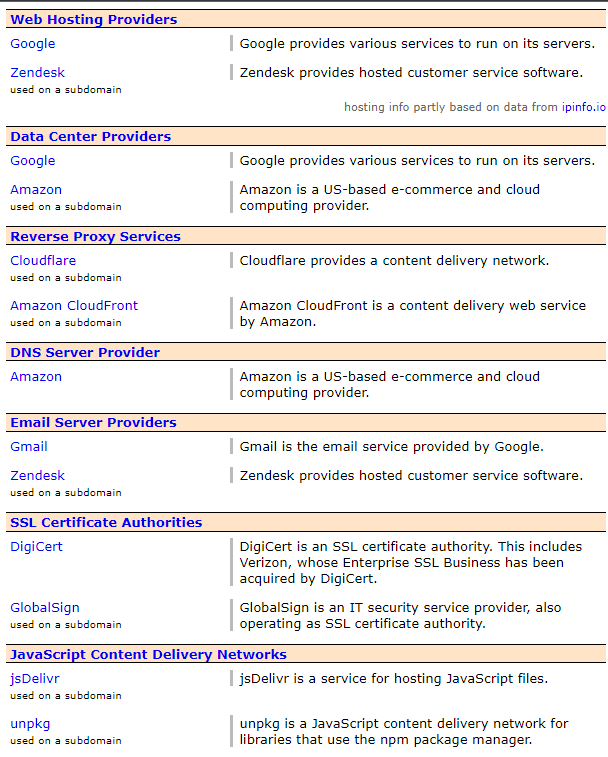 Web Hosting Providers
Google
Google provides various services to run on its servers.
Zendesk
used on a subdomain
Zendesk provides hosted customer service software.
hosting info partly based on data from ipinfo.io
Data Center Providers
Google
Google provides various services to run on its servers.
Amazon
used on a subdomain
Amazon is a US-based e-commerce and cloud
computing provider.
Reverse Proxy Services
Cloudflare
used on a subdomain
Cloudflare provides a content delivery network.
Amazon CloudFront
used on a subdomain
Amazon CloudFront is a content delivery web service
by Amazon.
DNS Server Provider
Amazon
Amazon is a US-based e-commerce and cloud
computing provider.
Email Server Providers
Gmail
Gmail is the email service provided by Google.
Zendesk
used on a subdomain
Zendesk provides hosted customer service software.
SSL Certificate Authorities
DigiCert
DigiCert is an SSL certificate authority. This includes
Verizon, whose Enterprise SSL Business has been
acquired by DigiCert.
GlobalSign
used on a subdomain
GlobalSign is an IT security service provider, also
operating as SSL certificate authority.
JavaScript Content Delivery Networks
jsDelivr
used on a subdomain
jsDelivr is a service for hosting JavaScript files.
unpkg
used on a subdomain
unpkg is a JavaScript content delivery network for
libraries that use the npm package manager.